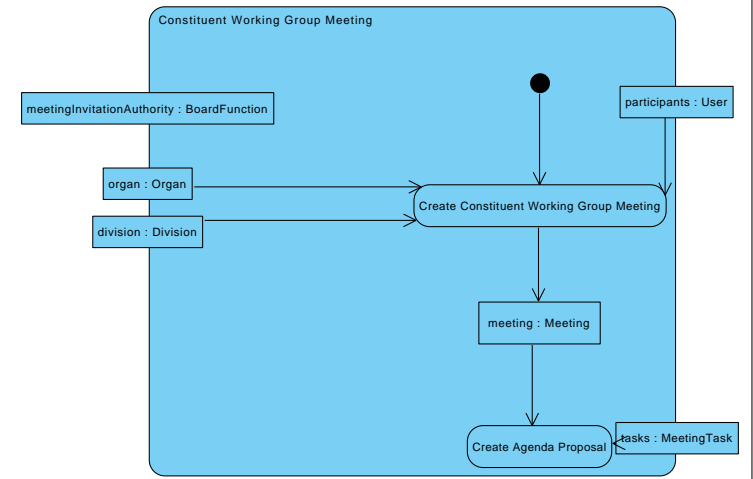 Constituent Working Group Meeting
meetingInvitationAuthority : BoardFunction
participants : User
organ : Organ
Create Constituent Working Group Meeting
division : Division
meeting : Meeting
tasks : MeetingTask
Create Agenda Proposal